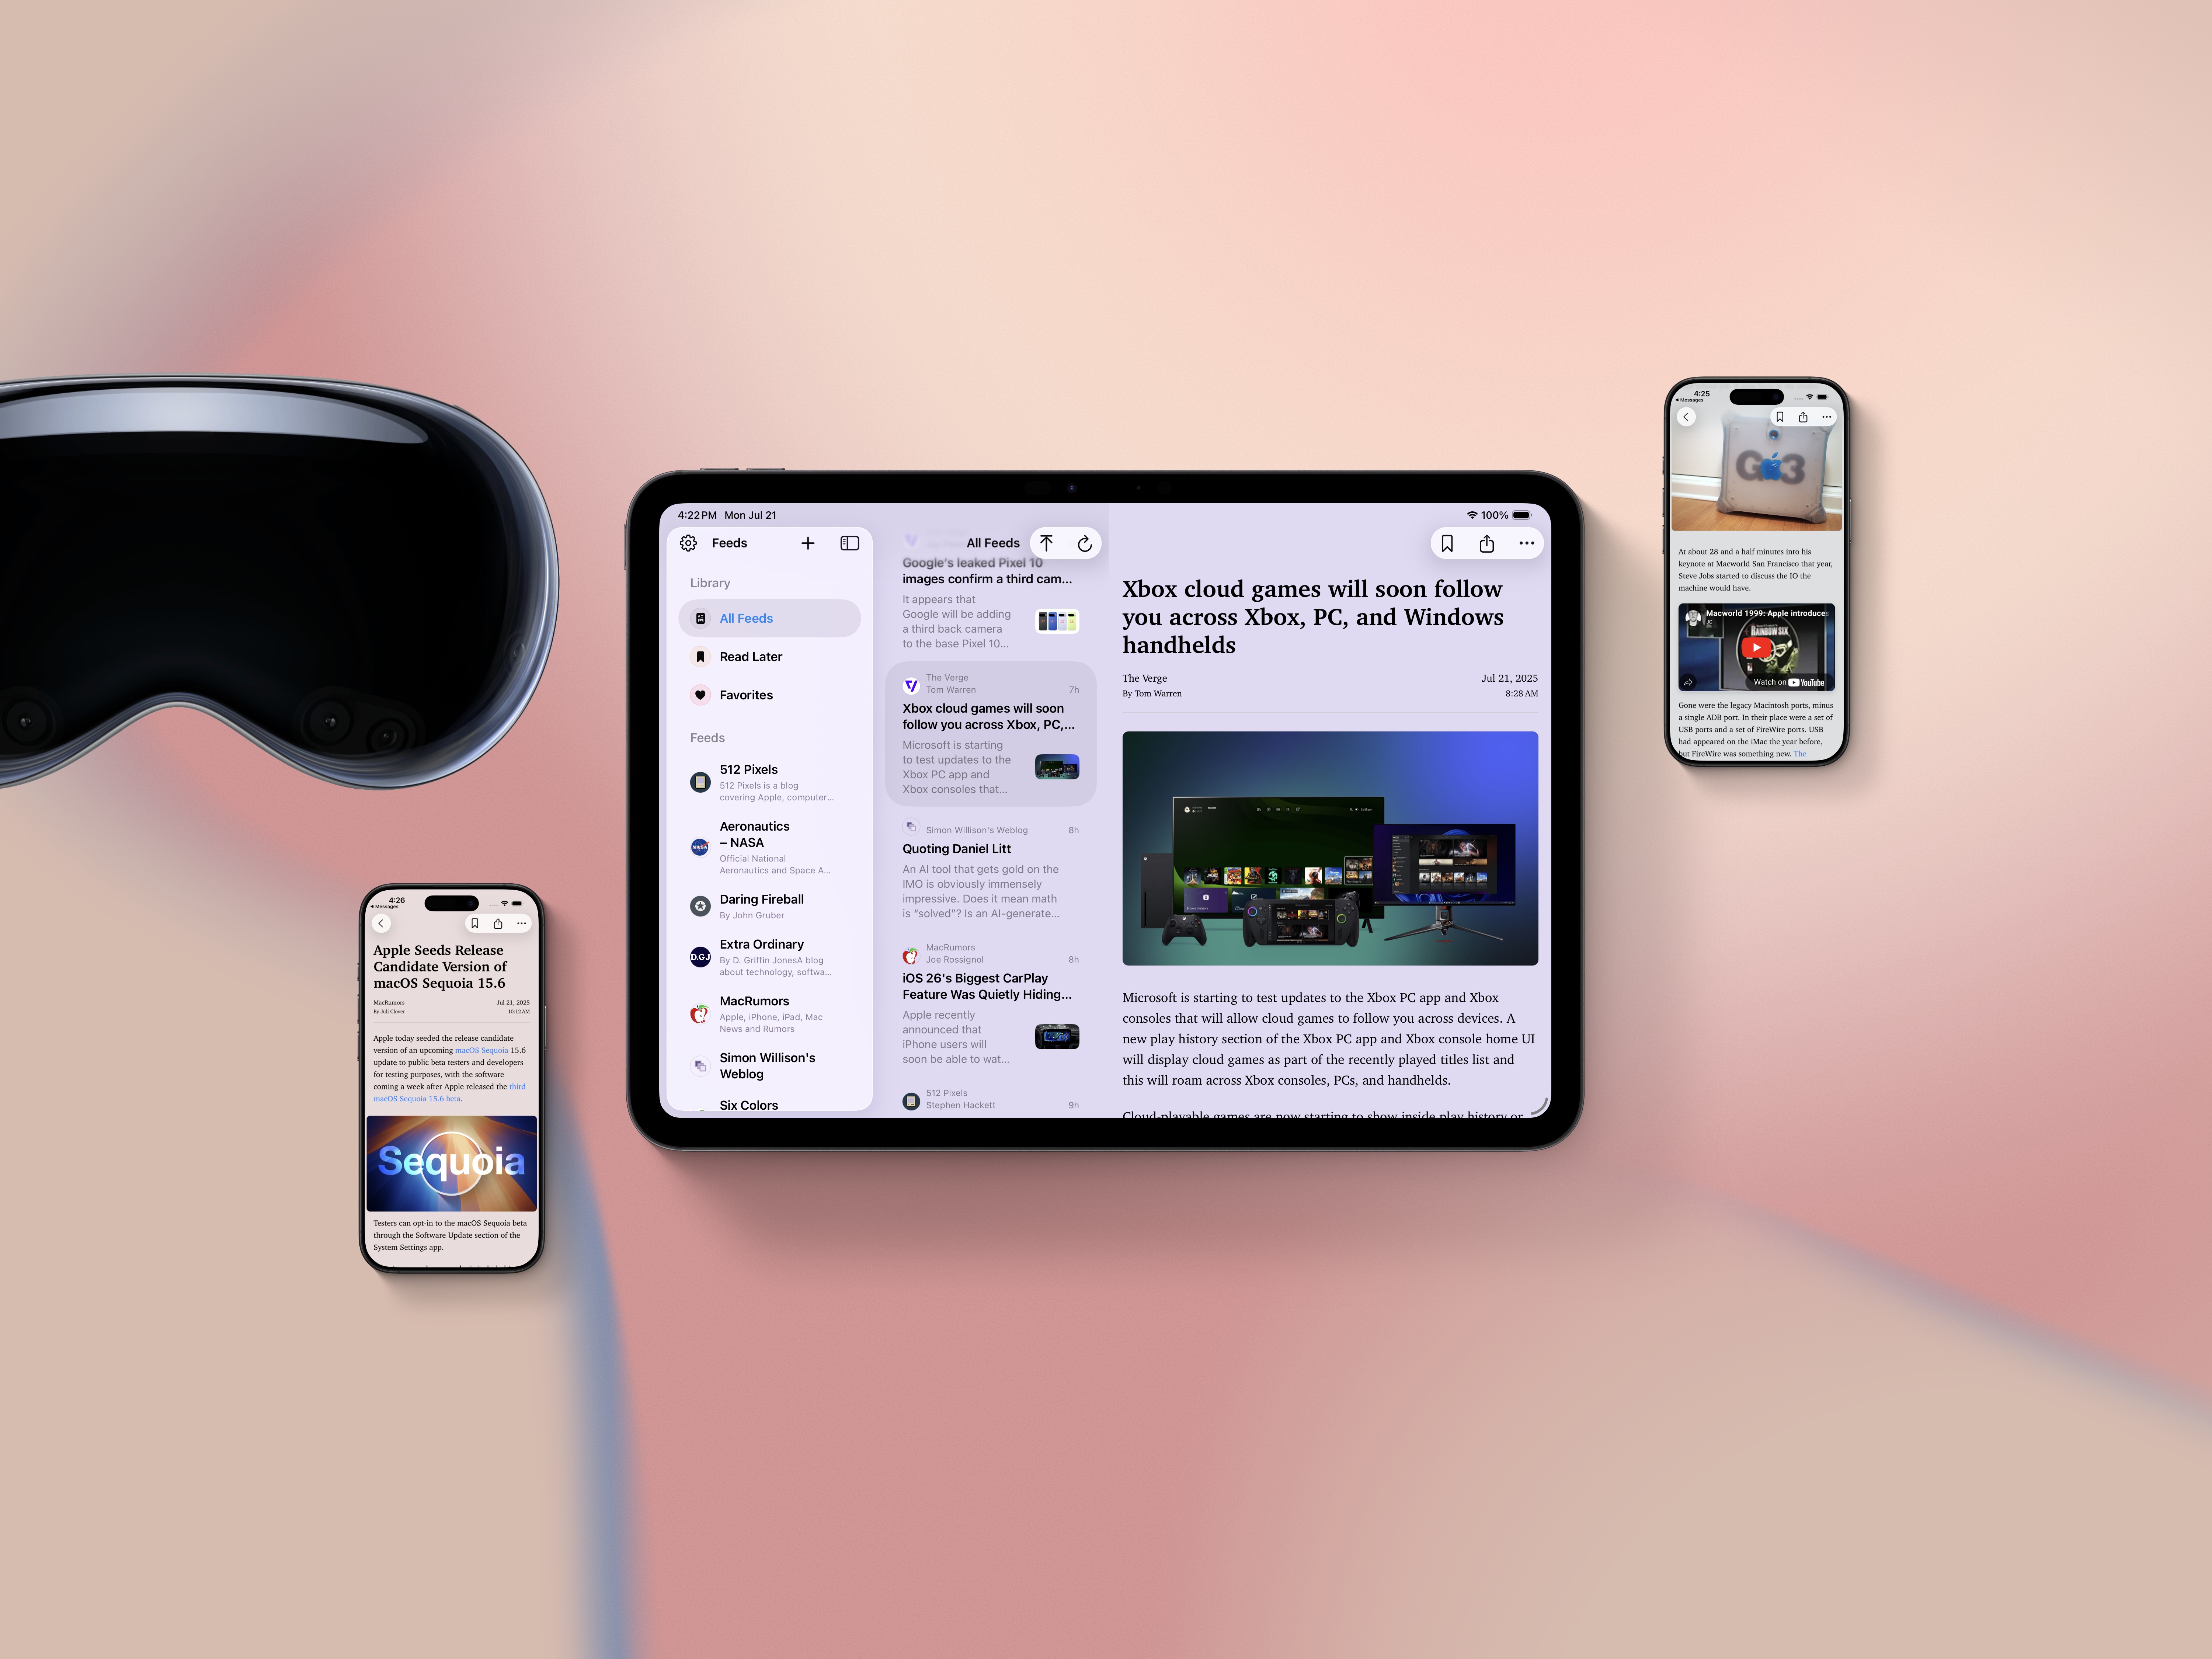 4:22 PM Mon Jul 21
100%
Feeds
Library
All Feeds
Read Later
Favorites
Feeds
512 Pixels
512 Pixels is a blog
covering Apple, computer...
Aeronautics
– NASA
Official National
Aeronautics and Space A...
Daring Fireball
By John Gruber
D.GJ
Extra Ordinary
By D. Griffin JonesA blog
about technology, softwa...
MacRumors
Apple, iPhone, iPad, Mac
News and Rumors
Simon Willison's
Weblog
Six Colors
All Feeds
Google's leaked Pixel 10
images confirm a third cam...
It appears that
Google will be adding
a third back camera
to the base Pixel 10...
The Verge
Tom Warren
7h
Xbox cloud games will soon
follow you across Xbox, PC,...
Microsoft is starting
to test updates to the
Xbox PC app and
Xbox consoles that...
Simon Willison's Weblog
8h
Quoting Daniel Litt
An AI tool that gets gold on the
IMO is obviously immensely
impressive. Does it mean math
is “solved”? Is an AI-generate...
MacRumors
Joe Rossignol
8h
iOS 26's Biggest CarPlay
Feature Was Quietly Hiding...
Apple recently
announced that
iPhone users will
soon be able to wat...
512 Pixels
Stephen Hackett
9h
Xbox cloud games will soon follow
you across Xbox, PC, and Windows
handhelds
The Verge
Jul 21, 2025
By Tom Warren
8:28 AM
Microsoft is starting to test updates to the Xbox PC app and Xbox
consoles that will allow cloud games to follow you across devices. A
new play history section of the Xbox PC app and Xbox console home UI
will display cloud games as part of the recently played titles list and
this will roam across Xbox consoles, PCs, and handhelds.
Cloud-playable games are now starting to show inside play history or
4:25
Messages
G3
At about 28 and a half minutes into his
keynote at Macworld San Francisco that year,
Steve Jobs started to discuss the IO the
machine would have.
Macworld 1999: Apple introduce
RAINBOW SIX
Watch on YouTube
Gone were the legacy Macintosh ports, minus
a single ADB port. In their place were a set of
USB ports and a set of FireWire ports. USB
had appeared on the iMac the year before,
but FireWire was something new. The
4:26
Messages
Apple Seeds Release
Candidate Version of
macOS Sequoia 15.6
MacRumors
Jul 21, 2025
By Juli Clover
10:12 AM
Apple today seeded the release candidate
version of an upcoming macOS Sequoia 15.6
update to public beta testers and developers
for testing purposes, with the software
coming a week after Apple released the third
macOS Sequoia 15.6 beta.
Sequoia
Testers can opt-in to the macOS Sequoia beta
through the Software Update section of the
System Settings app.